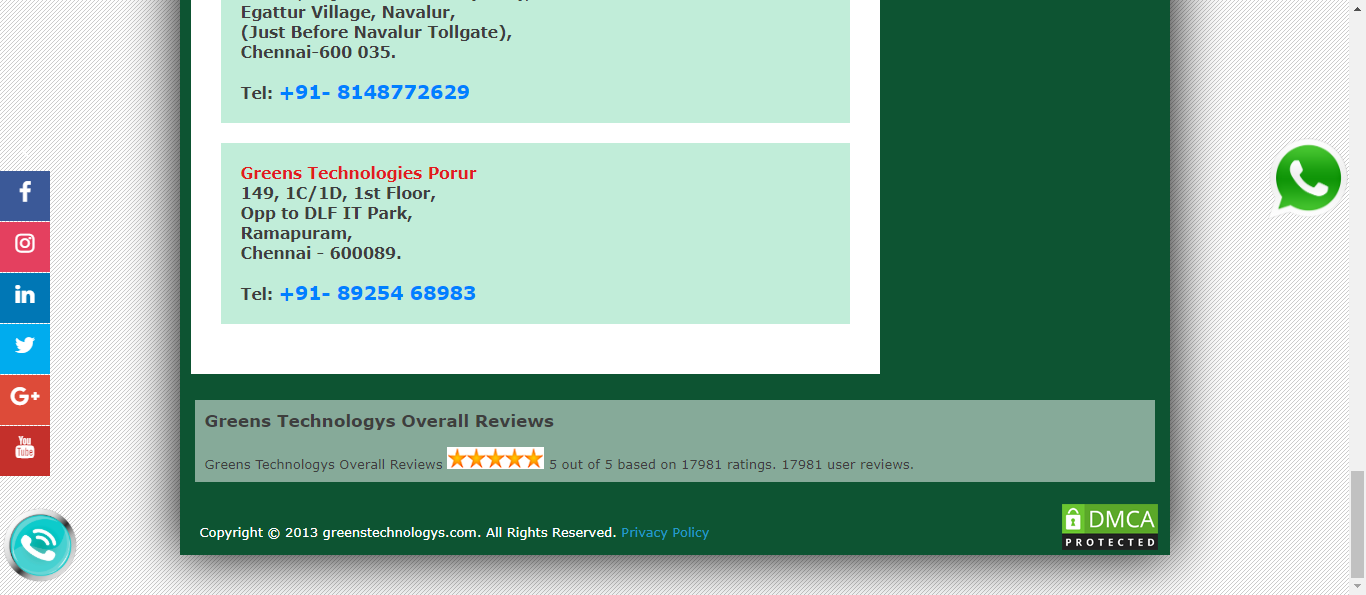 Egattur Village, Navalur,
(Just Before Navalur Tollgate),
Chennai-600 035.
Tel: +91- 8148772629
Greens Technologies Porur
149, 1C/1D, 1st Floor,
Opp to DLF IT Park,
Ramapuram,
Chennai - 600089.
Tel: +91- 89254 68983
f
in
G+
You
Tube
Greens Technologys Overall Reviews
Greens Technologys Overall Reviews 5 out of 5 based on 17981 ratings. 17981 user reviews.
Copyright © 2013 greenstechnologys.com. All Rights Reserved. Privacy Policy
DMCA
PROTECTED